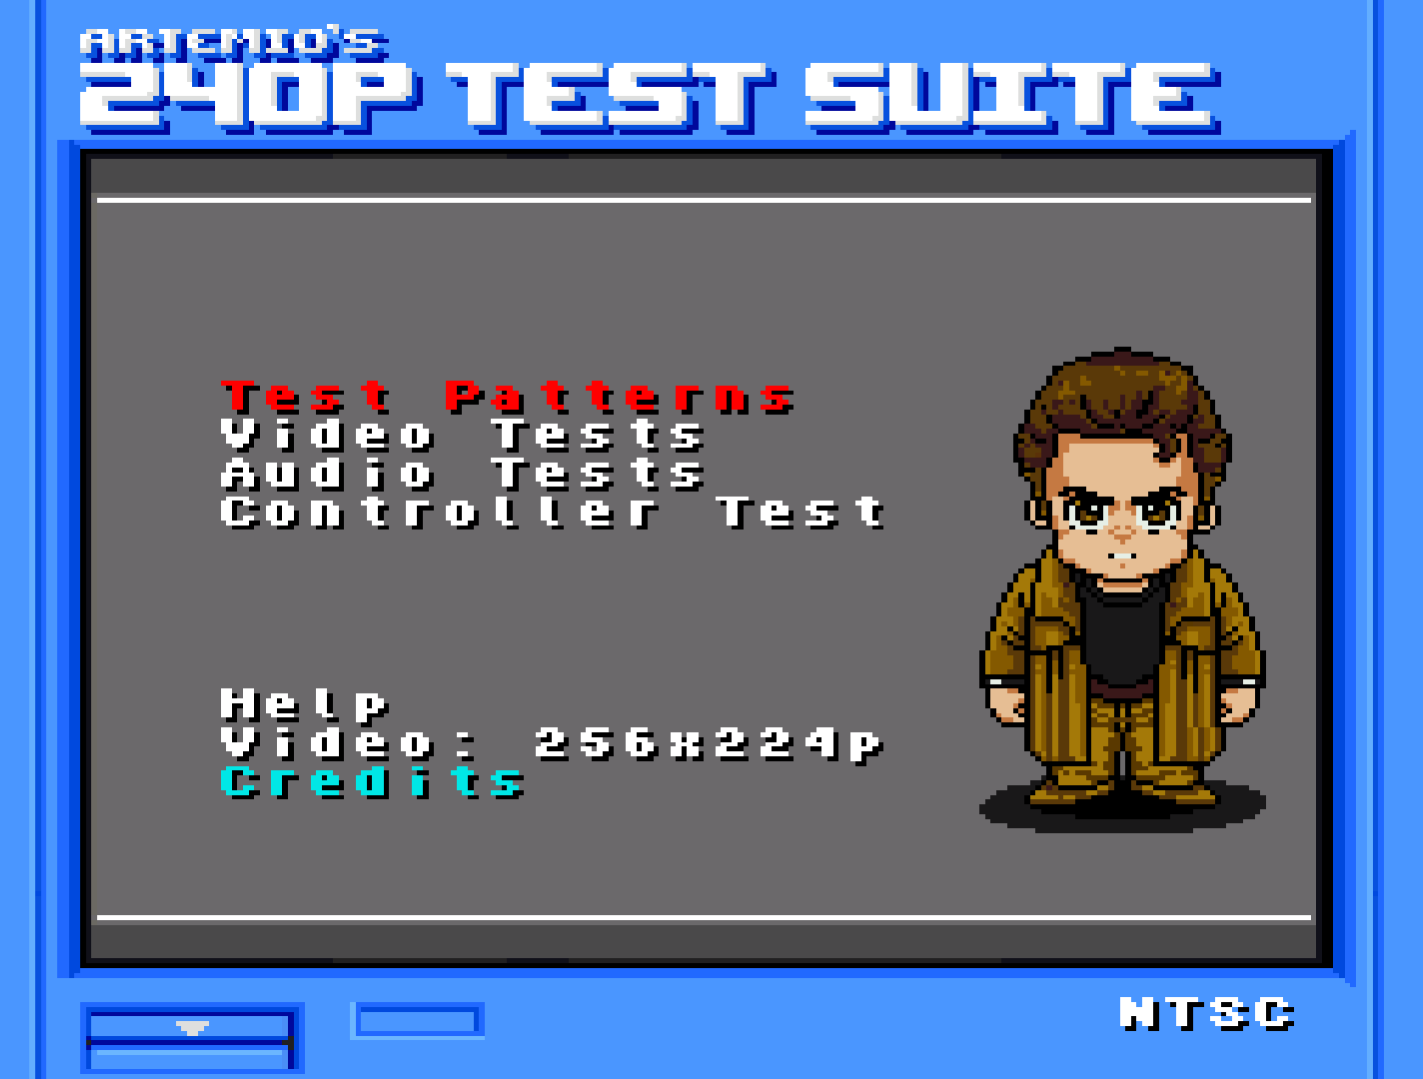 ARTEMIO'S
240P TEST SUITE
Test Patterns
Video Tests
Audio Tests
Controller Test
Help
Video: 256x224p
Credits
NTSC